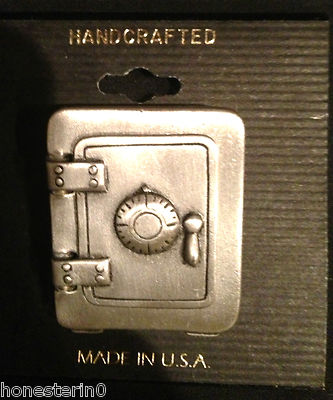 HANDCRAFTED
MADE IN U.S.A.
honesterin0